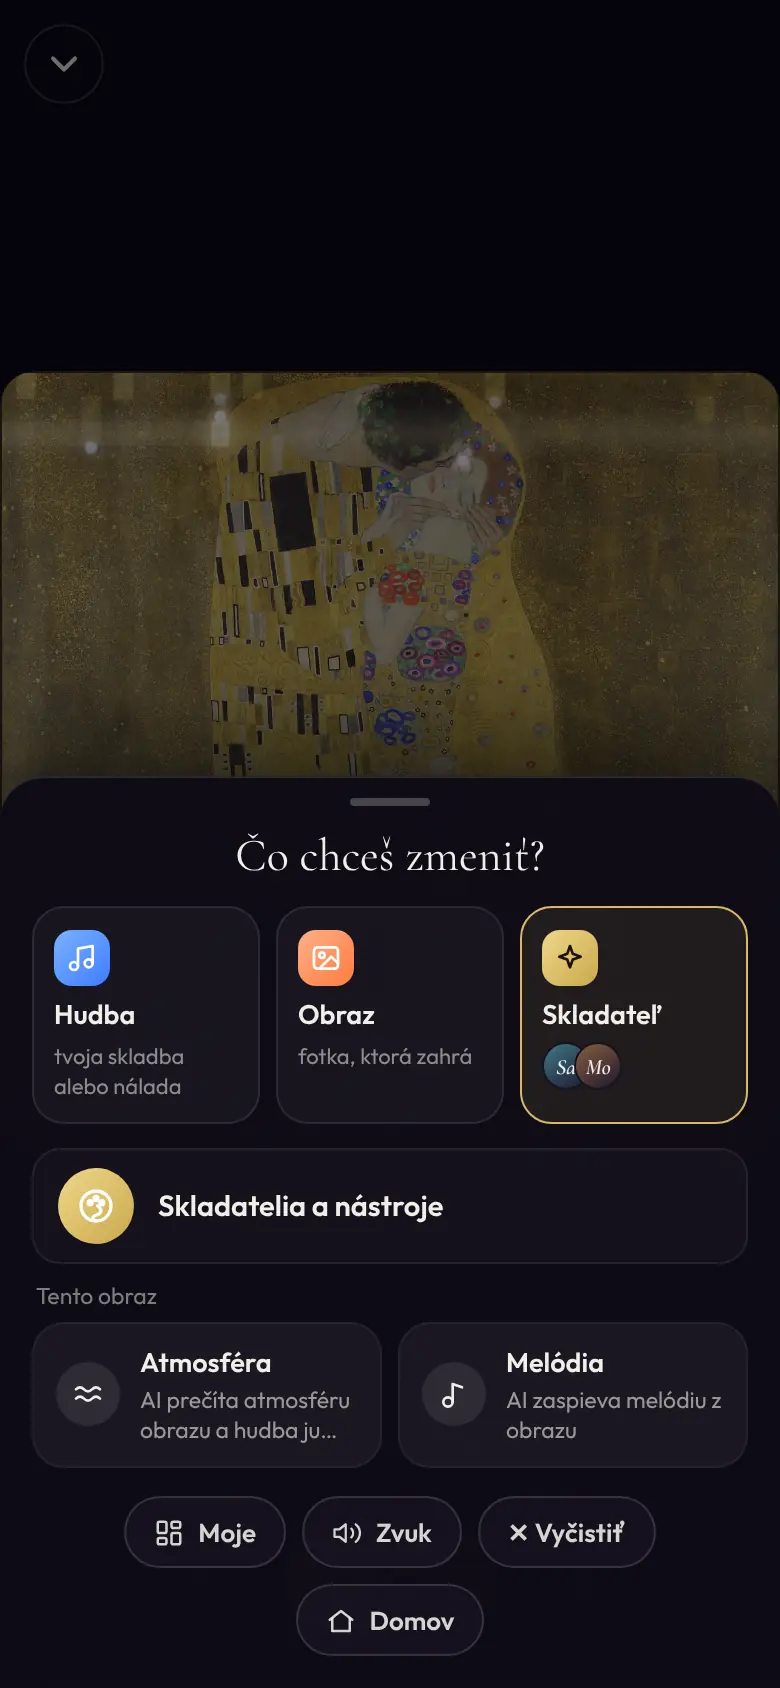 Čo chceš zmeniť?
Hudba
tvoja skladba
alebo nálada
Obraz
fotka, ktorá zahrá
Skladateľ
Sa Mo
Skladatelia a nástroje
Tento obraz
Atmosféra
AI prečíta atmosféru
obrazu a hudba ju…
Melódia
AI zaspieva melódiu z
obrazu
Moje
Zvuk
✕ Vyčistiť
Domov